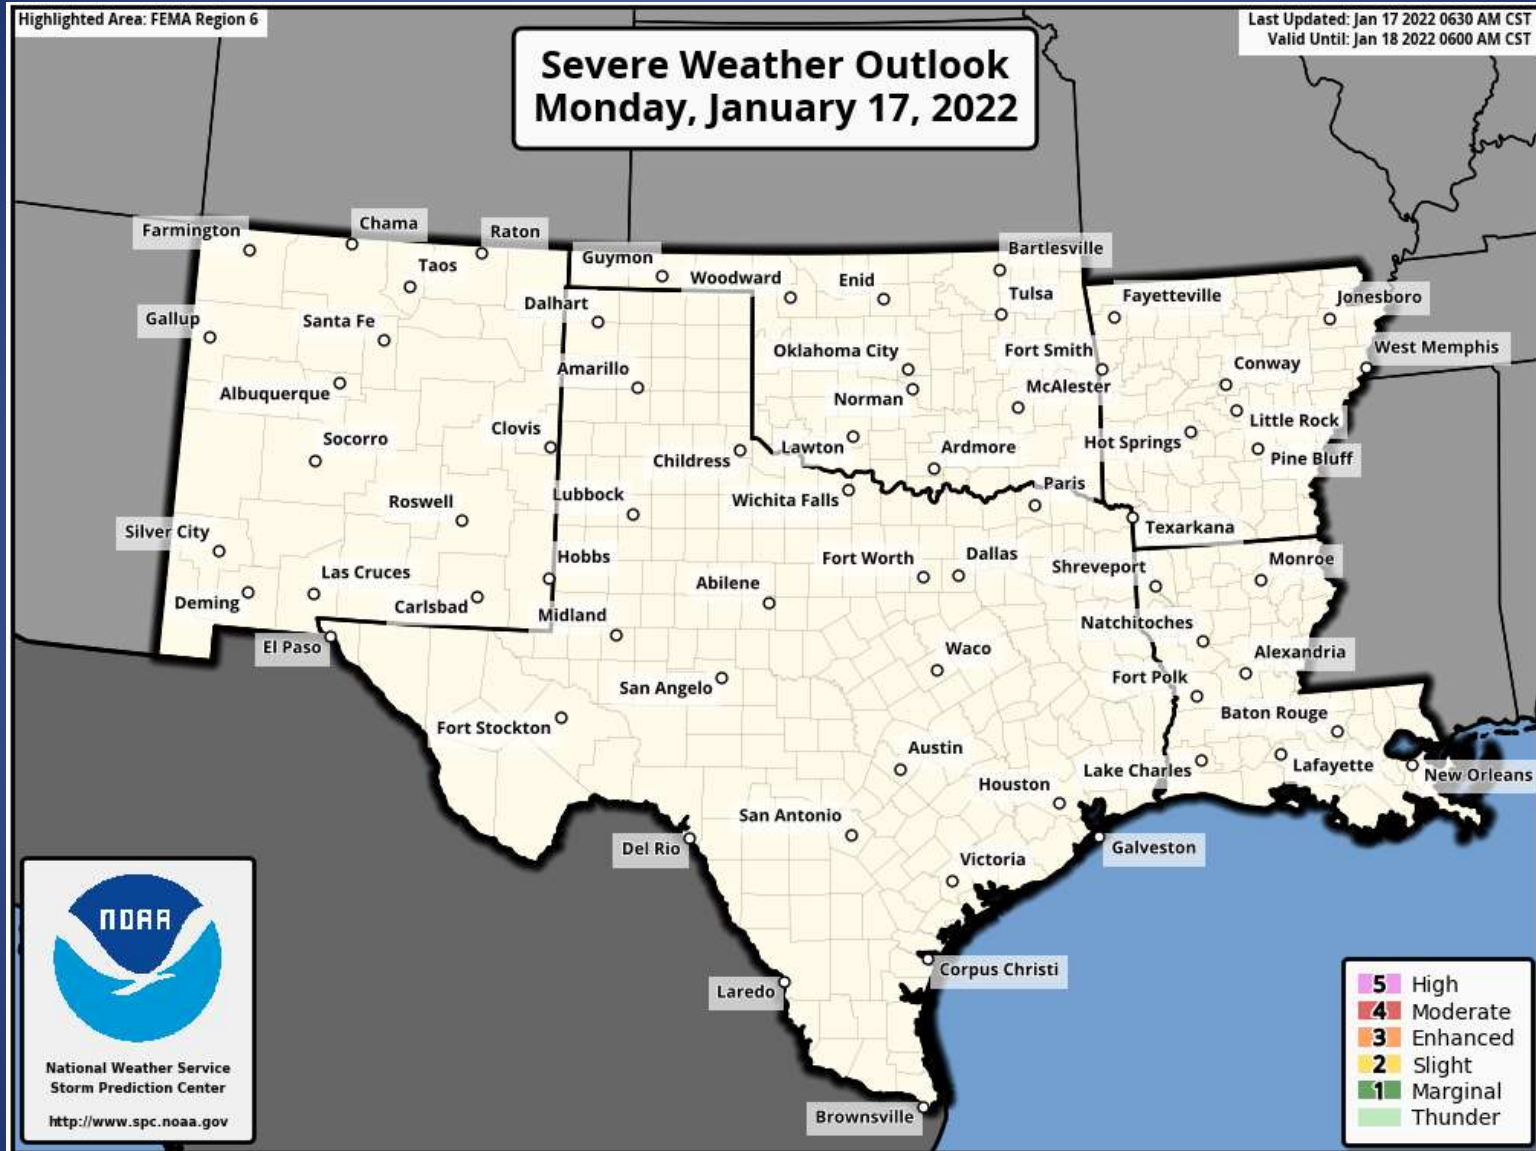 Highlighted Area: FEMA Region 6
Last Updated: Jan 17 2022 0630 AM CST
Valid Until: Jan 18 2022 0600 AM CST
Severe Weather Outlook
Monday, January 17, 2022
Farmington
Chama
Raton
Taos
Guymon
Woodward
Enid
Bartlesville
Tulsa
Fayetteville
Jonesboro
Gallup
Santa Fe
Dalhart
Oklahoma City
Fort Smith
Conway
West Memphis
Albuquerque
Amarillo
Norman
McAlester
Little Rock
Socorro
Clovis
Childress
Lawton
Ardmore
Hot Springs
Pine Bluff
Roswell
Lubbock
Wichita Falls
Paris
Texarkana
Silver City
Las Cruces
Hobbs
Abilene
Fort Worth
Dallas
Shreveport
Monroe
Deming
Carlsbad
Midland
Natchitoches
El Paso
San Angelo
Waco
Fort Polk
Alexandria
Fort Stockton
Austin
Baton Rouge
Houston
Lake Charles
Lafayette
New Orleans
San Antonio
Del Rio
Victoria
Galveston
Laredo
Corpus Christi
Brownsville
NOAA
National Weather Service
Storm Prediction Center
http://www.spc.noaa.gov
5 High
4 Moderate
3 Enhanced
2 Slight
1 Marginal
Thunder